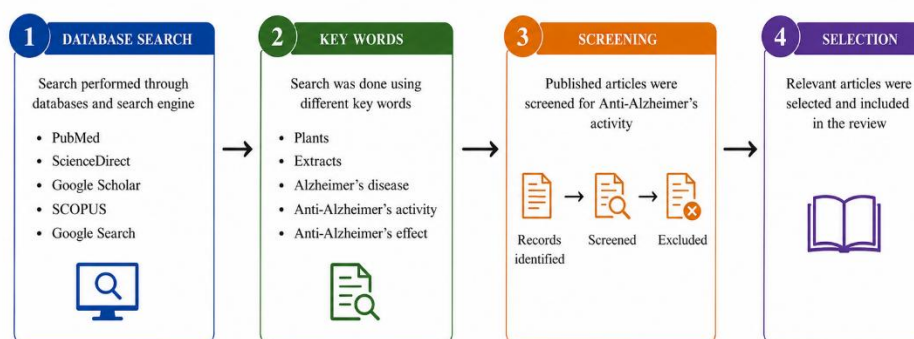 1 DATABASE SEARCH
Search performed through
databases and search engine
• PubMed
• ScienceDirect
• Google Scholar
• SCOPUS
• Google Search
2 KEY WORDS
Search was done using
different key words
• Plants
• Extracts
• Alzheimer's disease
• Anti-Alzheimer's activity
• Anti-Alzheimer's effect
3 SCREENING
Published articles were
screened for Anti-Alzheimer's
activity
Records
identified
Screened
Excluded
4 SELECTION
Relevant articles were
selected and included
in the review